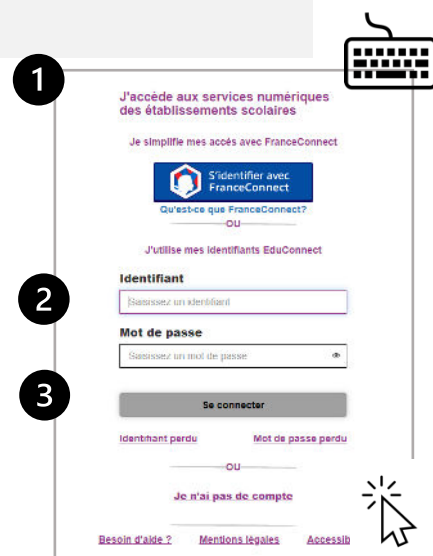 1
J'accède aux services numériques
des établissements scolaires
Je simplifie mes accès avec FranceConnect
S'identifier avec
FranceConnect
Qu'est-ce que FranceConnect?
OU
J'utilise mes identifiants EduConnect
Identifiant
2
Saisissez un identifiant
Mot de passe
Saisissez un mot de passe
3
Se connecter
Identifiant perdu Mot de passe perdu
OU
Je n'ai pas de compte
Besoin d'aide ? Mentions légales Accessib